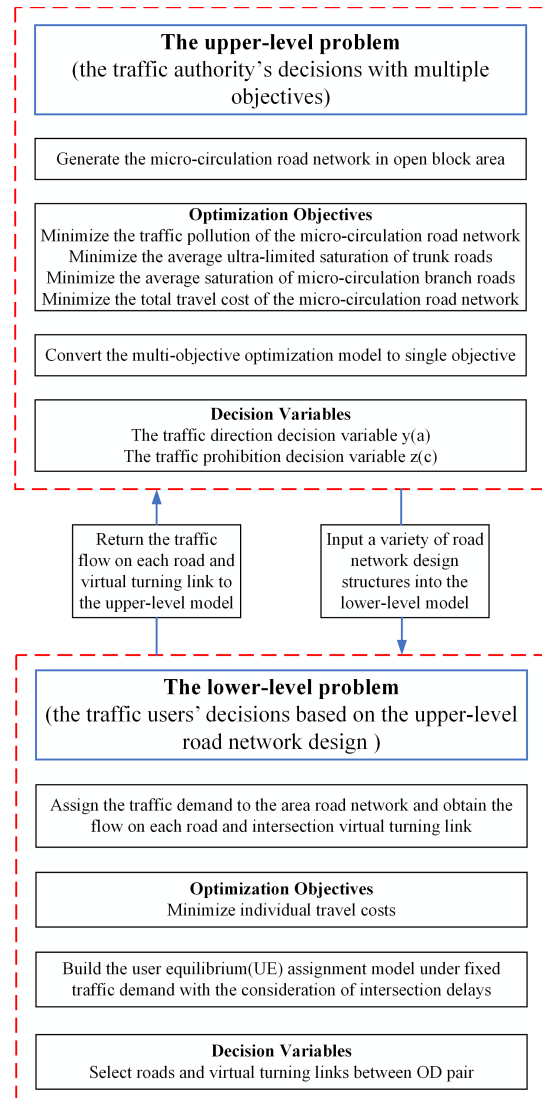 The upper-level problem
(the traffic authority's decisions with multiple
objectives)
Generate the micro-circulation road network in open block area
Optimization Objectives
Minimize the traffic pollution of the micro-circulation road network
Minimize the average ultra-limited saturation of trunk roads
Minimize the average saturation of micro-circulation branch roads
Minimize the total travel cost of the micro-circulation road network
Convert the multi-objective optimization model to single objective
Decision Variables
The traffic direction decision variable y(a)
The traffic prohibition decision variable z(c)
Return the traffic
flow on each road and
virtual turning link to
the upper-level model
Input a variety of road
network design
structures into the
lower-level model
The lower-level problem
(the traffic users' decisions based on the upper-level
road network design )
Assign the traffic demand to the area road network and obtain the
flow on each road and intersection virtual turning link
Optimization Objectives
Minimize individual travel costs
Build the user equilibrium(UE) assignment model under fixed
traffic demand with the consideration of intersection delays
Decision Variables
Select roads and virtual turning links between OD pair